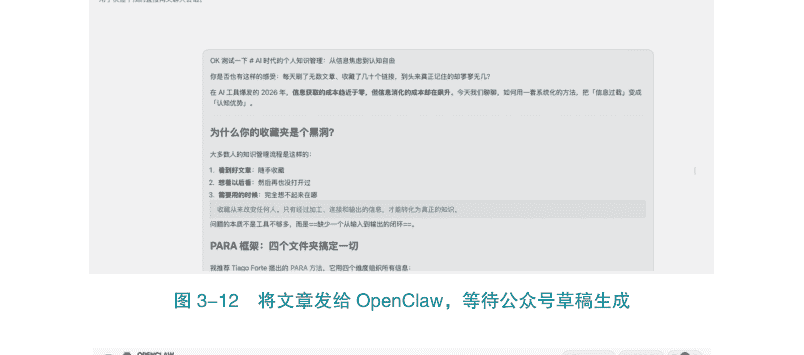 OK 测试一下 # AI 时代的个人知识管理：从信息焦虑到认知自由
你是否也有这样的感受：每天刷了无数文章、收藏了几十个链接，到头来真正记住的却寥寥无几？
在 AI 工具爆发的 2026 年，信息获取的成本趋近于零，但信息消化的成本却在飙升。今天我们聊聊，如何用一套系统化的方法，把「信息过载」变成
「认知优势」。
为什么你的收藏夹是个黑洞？
大多数人的知识管理流程是这样的：
1. 看到好文章：随手收藏
2. 想着以后看：然后再也没打开过
3. 需要用的时候：完全想不起来在哪
收藏从来改变任何人。只有经过加工、连接和输出的信息，才能转化为真正的知识。
问题的本质不是工具不够多，而是==缺少一个从输入到输出的闭环==。
PARA 框架：四个文件夹搞定一切
我推荐 Tiago Forte 提出的 PARA 方法，它用四个维度组织所有信息：
图 3-12 将文章发给 OpenClaw，等待公众号草稿生成
OPENCLAW